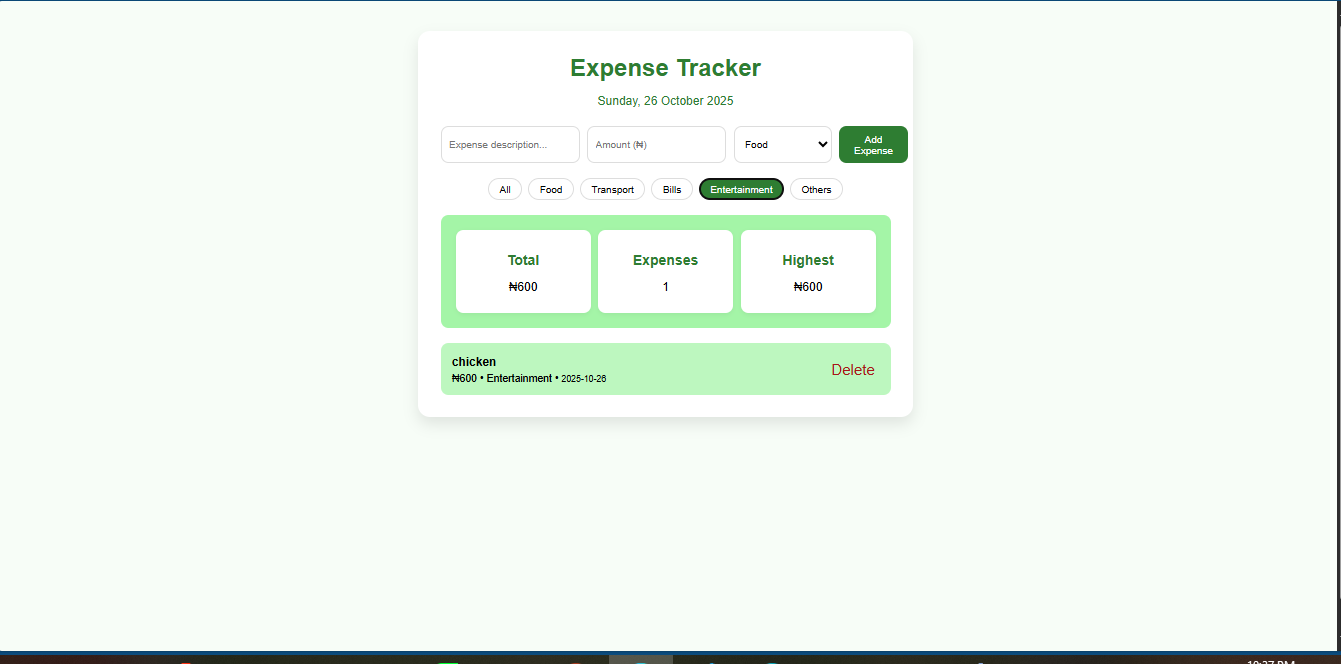 Expense Tracker
Sunday, 26 October 2025
Expense description...
Amount (₦)
Food
Add
Expense
All
Food
Transport
Bills
Entertainment
Others
Total
₦600
Expenses
1
Highest
₦600
chicken
₦600 • Entertainment • 2025-10-26
Delete